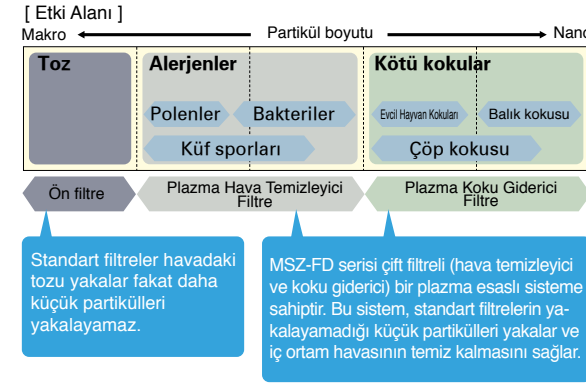 [ Etki Alanı ]
Makro Partikül boyutu Nano
Toz Alerjenler Kötü kokular
Polenler Bakteriler Evcil Hayvan Kokuları Balık kokusu
Küf sporları Çöp kokusu
Ön filtre Plazma Hava Temizleyici Filtre Plazma Koku Giderici Filtre
Standart filtreler havadaki
tozu yakalar fakat daha
küçük partikülleri
yakalayamaz.
MSZ-FD serisi çift filtreli (hava temizleyici
ve koku giderici) bir plazma esaslı sisteme
sahiptir. Bu sistem, standart filtrelerin ya-
kalayamadığı küçük partikülleri yakalar ve
iç ortam havasının temiz kalmasını sağlar.